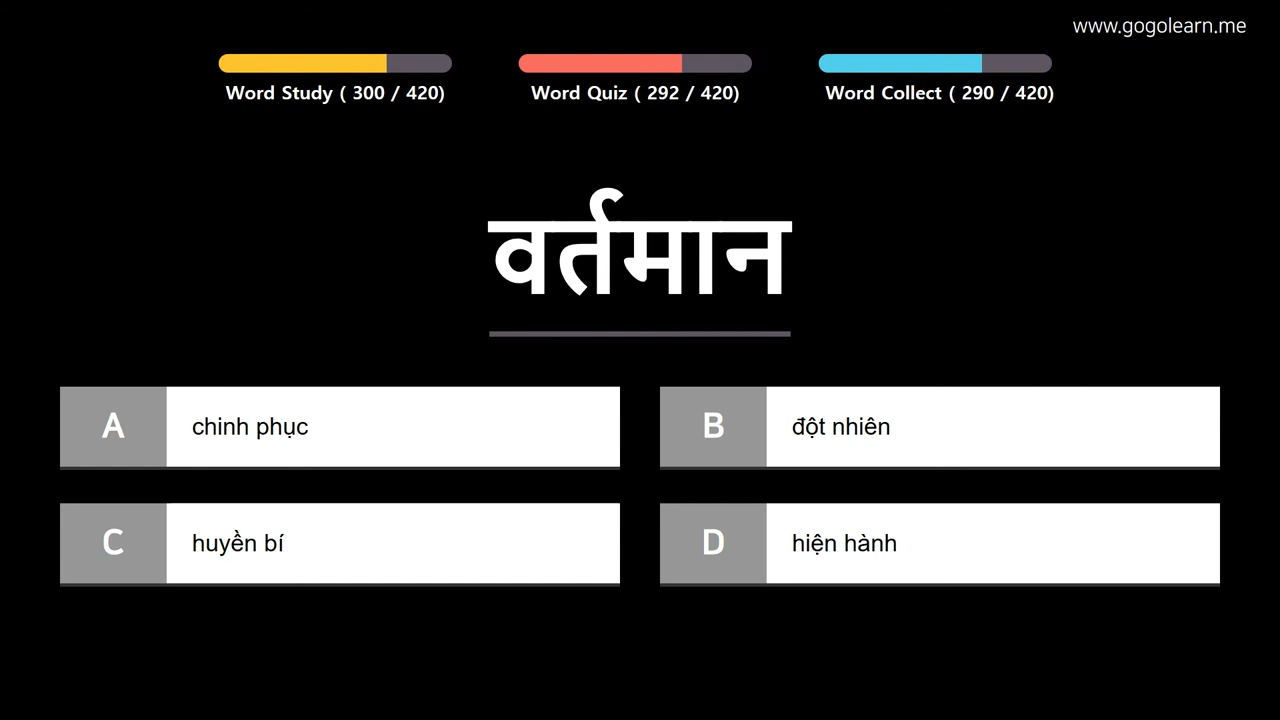 www.gogolearn.me
Word Study ( 300 / 420)
Word Quiz ( 292 / 420)
Word Collect ( 290 / 420)
वर्तमान
A
chinh phục
B
đột nhiên
C
huyền bí
D
hiện hành